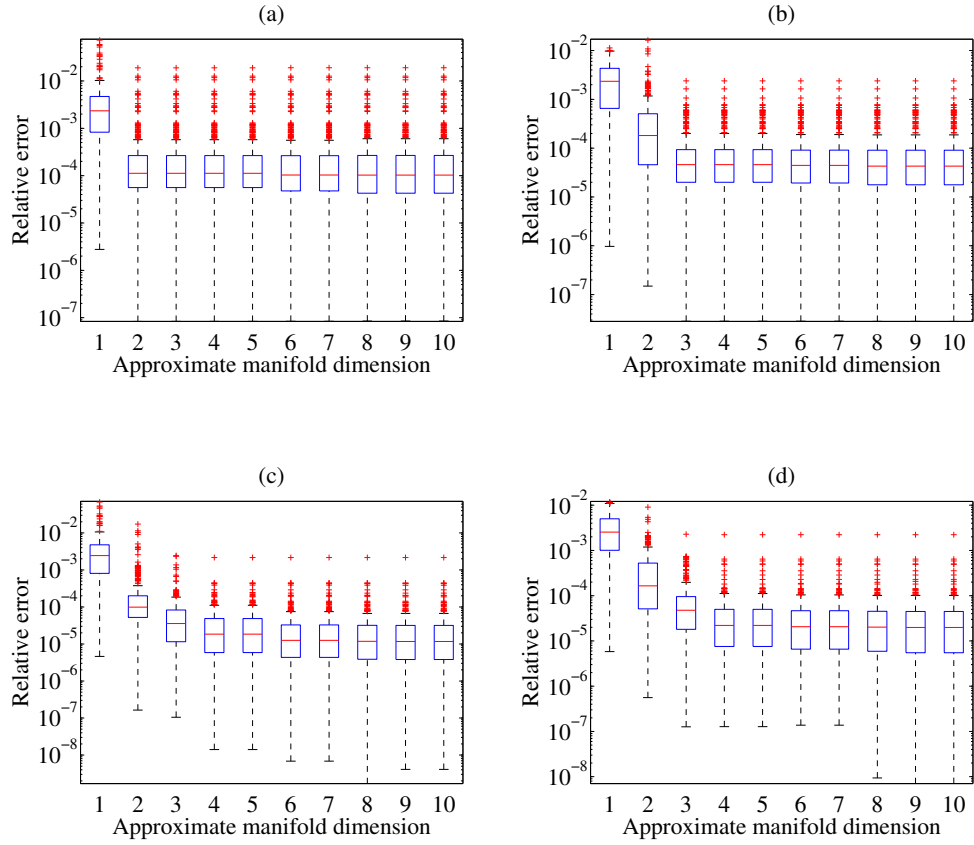 (a)
Relative error
10^-2
10^-3
10^-4
10^-5
10^-6
10^-7
1 2 3 4 5 6 7 8 9 10
Approximate manifold dimension
(b)
Relative error
10^-2
10^-3
10^-4
10^-5
10^-6
10^-7
1 2 3 4 5 6 7 8 9 10
Approximate manifold dimension
(c)
Relative error
10^-2
10^-3
10^-4
10^-5
10^-6
10^-7
10^-8
1 2 3 4 5 6 7 8 9 10
Approximate manifold dimension
(d)
Relative error
10^-2
10^-3
10^-4
10^-5
10^-6
10^-7
10^-8
1 2 3 4 5 6 7 8 9 10
Approximate manifold dimension